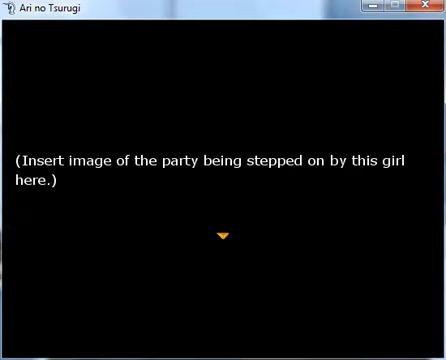 Ari no Tsurugi
(Insert image of the party being stepped on by this girl
here.)